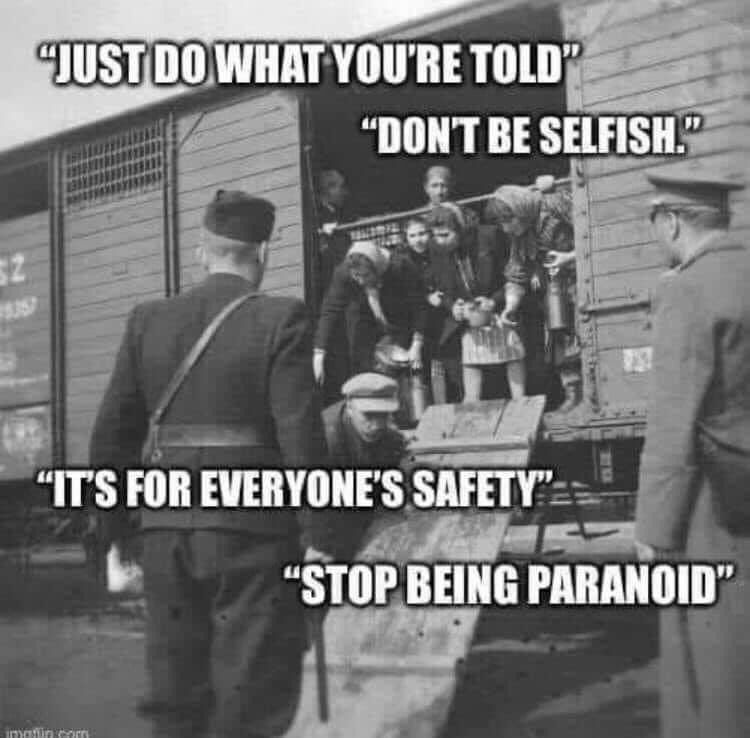 “JUST DO WHAT YOU'RE TOLD”
“DON'T BE SELFISH.”
“IT'S FOR EVERYONE'S SAFETY”
“STOP BEING PARANOID”
imgflip.com